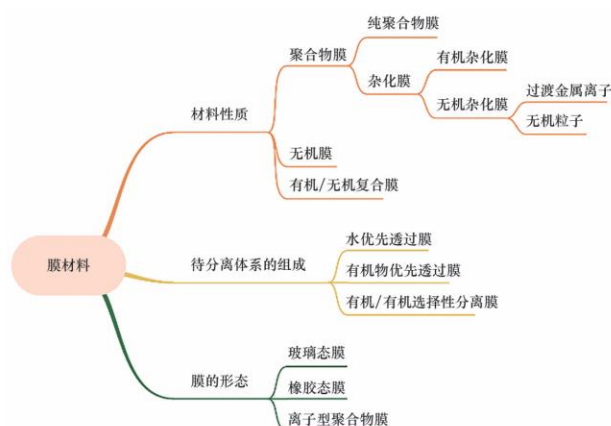 膜材料
材料性质
聚合物膜
纯聚合物膜
杂化膜
有机杂化膜
无机杂化膜
过渡金属离子
无机粒子
无机膜
有机/无机复合膜
待分离体系的组成
水优先透过膜
有机物优先透过膜
有机/有机选择性分离膜
膜的形态
玻璃态膜
橡胶态膜
离子型聚合物膜